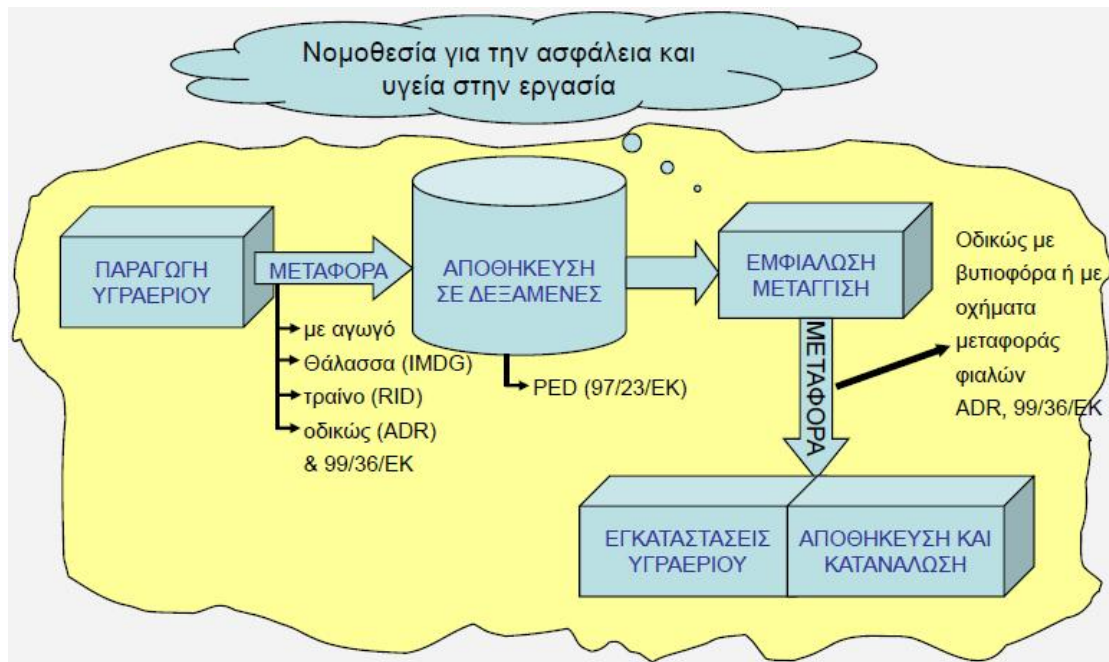 Νομοθεσία για την ασφάλεια και
υγεία στην εργασία
ΠΑΡΑΓΩΓΗ
ΥΓΡΑΕΡΙΟΥ
ΜΕΤΑΦΟΡΑ
με αγωγό
Θάλασσα (IMDG)
τραίνο (RID)
οδικώς (ADR)
& 99/36/ΕΚ
ΑΠΟΘΗΚΕΥΣΗ
ΣΕ ΔΕΞΑΜΕΝΕΣ
PED (97/23/ΕΚ)
ΕΜΦΙΑΛΩΣΗ
ΜΕΤΑΓΓΙΣΗ
ΜΕΤΑΦΟΡΑ
Οδικώς με
βυτιοφόρα ή με
οχήματα
μεταφοράς
φιαλών
ADR, 99/36/ΕΚ
ΕΓΚΑΤΑΣΤΑΣΕΙΣ
ΥΓΡΑΕΡΙΟΥ
ΑΠΟΘΗΚΕΥΣΗ ΚΑΙ
ΚΑΤΑΝΑΛΩΣΗ